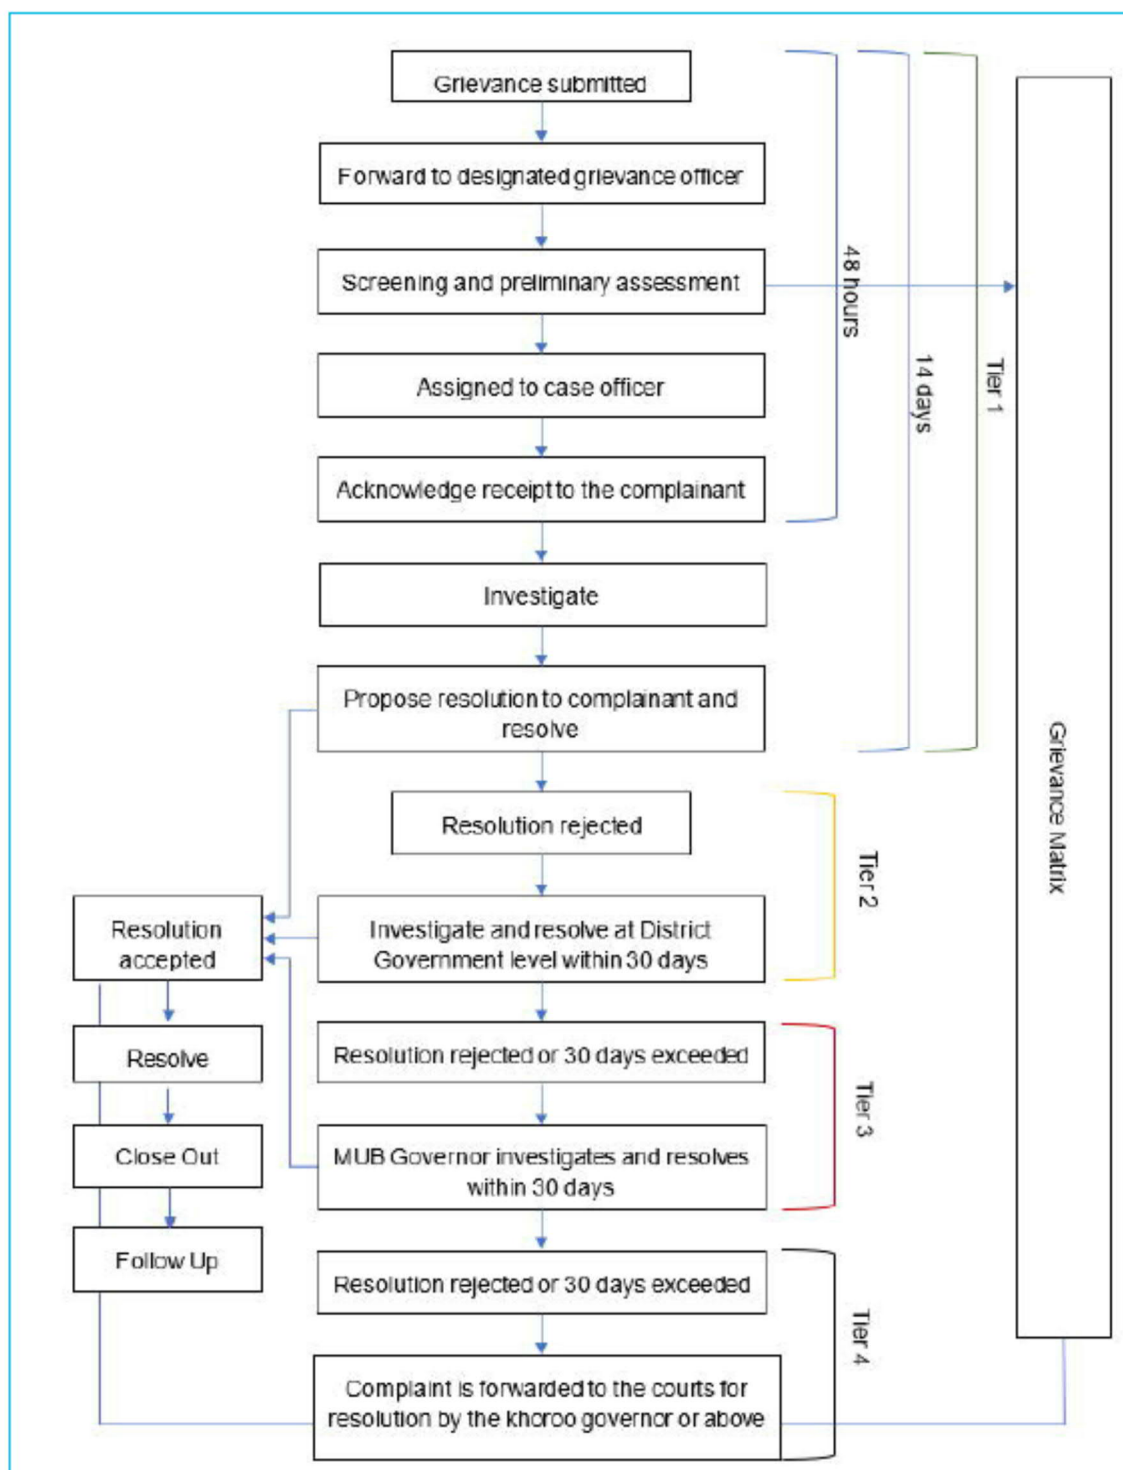 Grievance submitted
Forward to designated grievance officer
Screening and preliminary assessment
Assigned to case officer
Acknowledge receipt to the complainant
48 hours
Investigate
Propose resolution to complainant and
resolve
14 days
Tier 1
Resolution rejected
Investigate and resolve at District
Government level within 30 days
Tier 2
Resolution
accepted
Resolve
Close Out
Follow Up
Resolution rejected or 30 days exceeded
MUB Governor investigates and resolves
within 30 days
Tier 3
Resolution rejected or 30 days exceeded
Complaint is forwarded to the courts for
resolution by the khoroo governor or above
Tier 4
Grievance Matrix